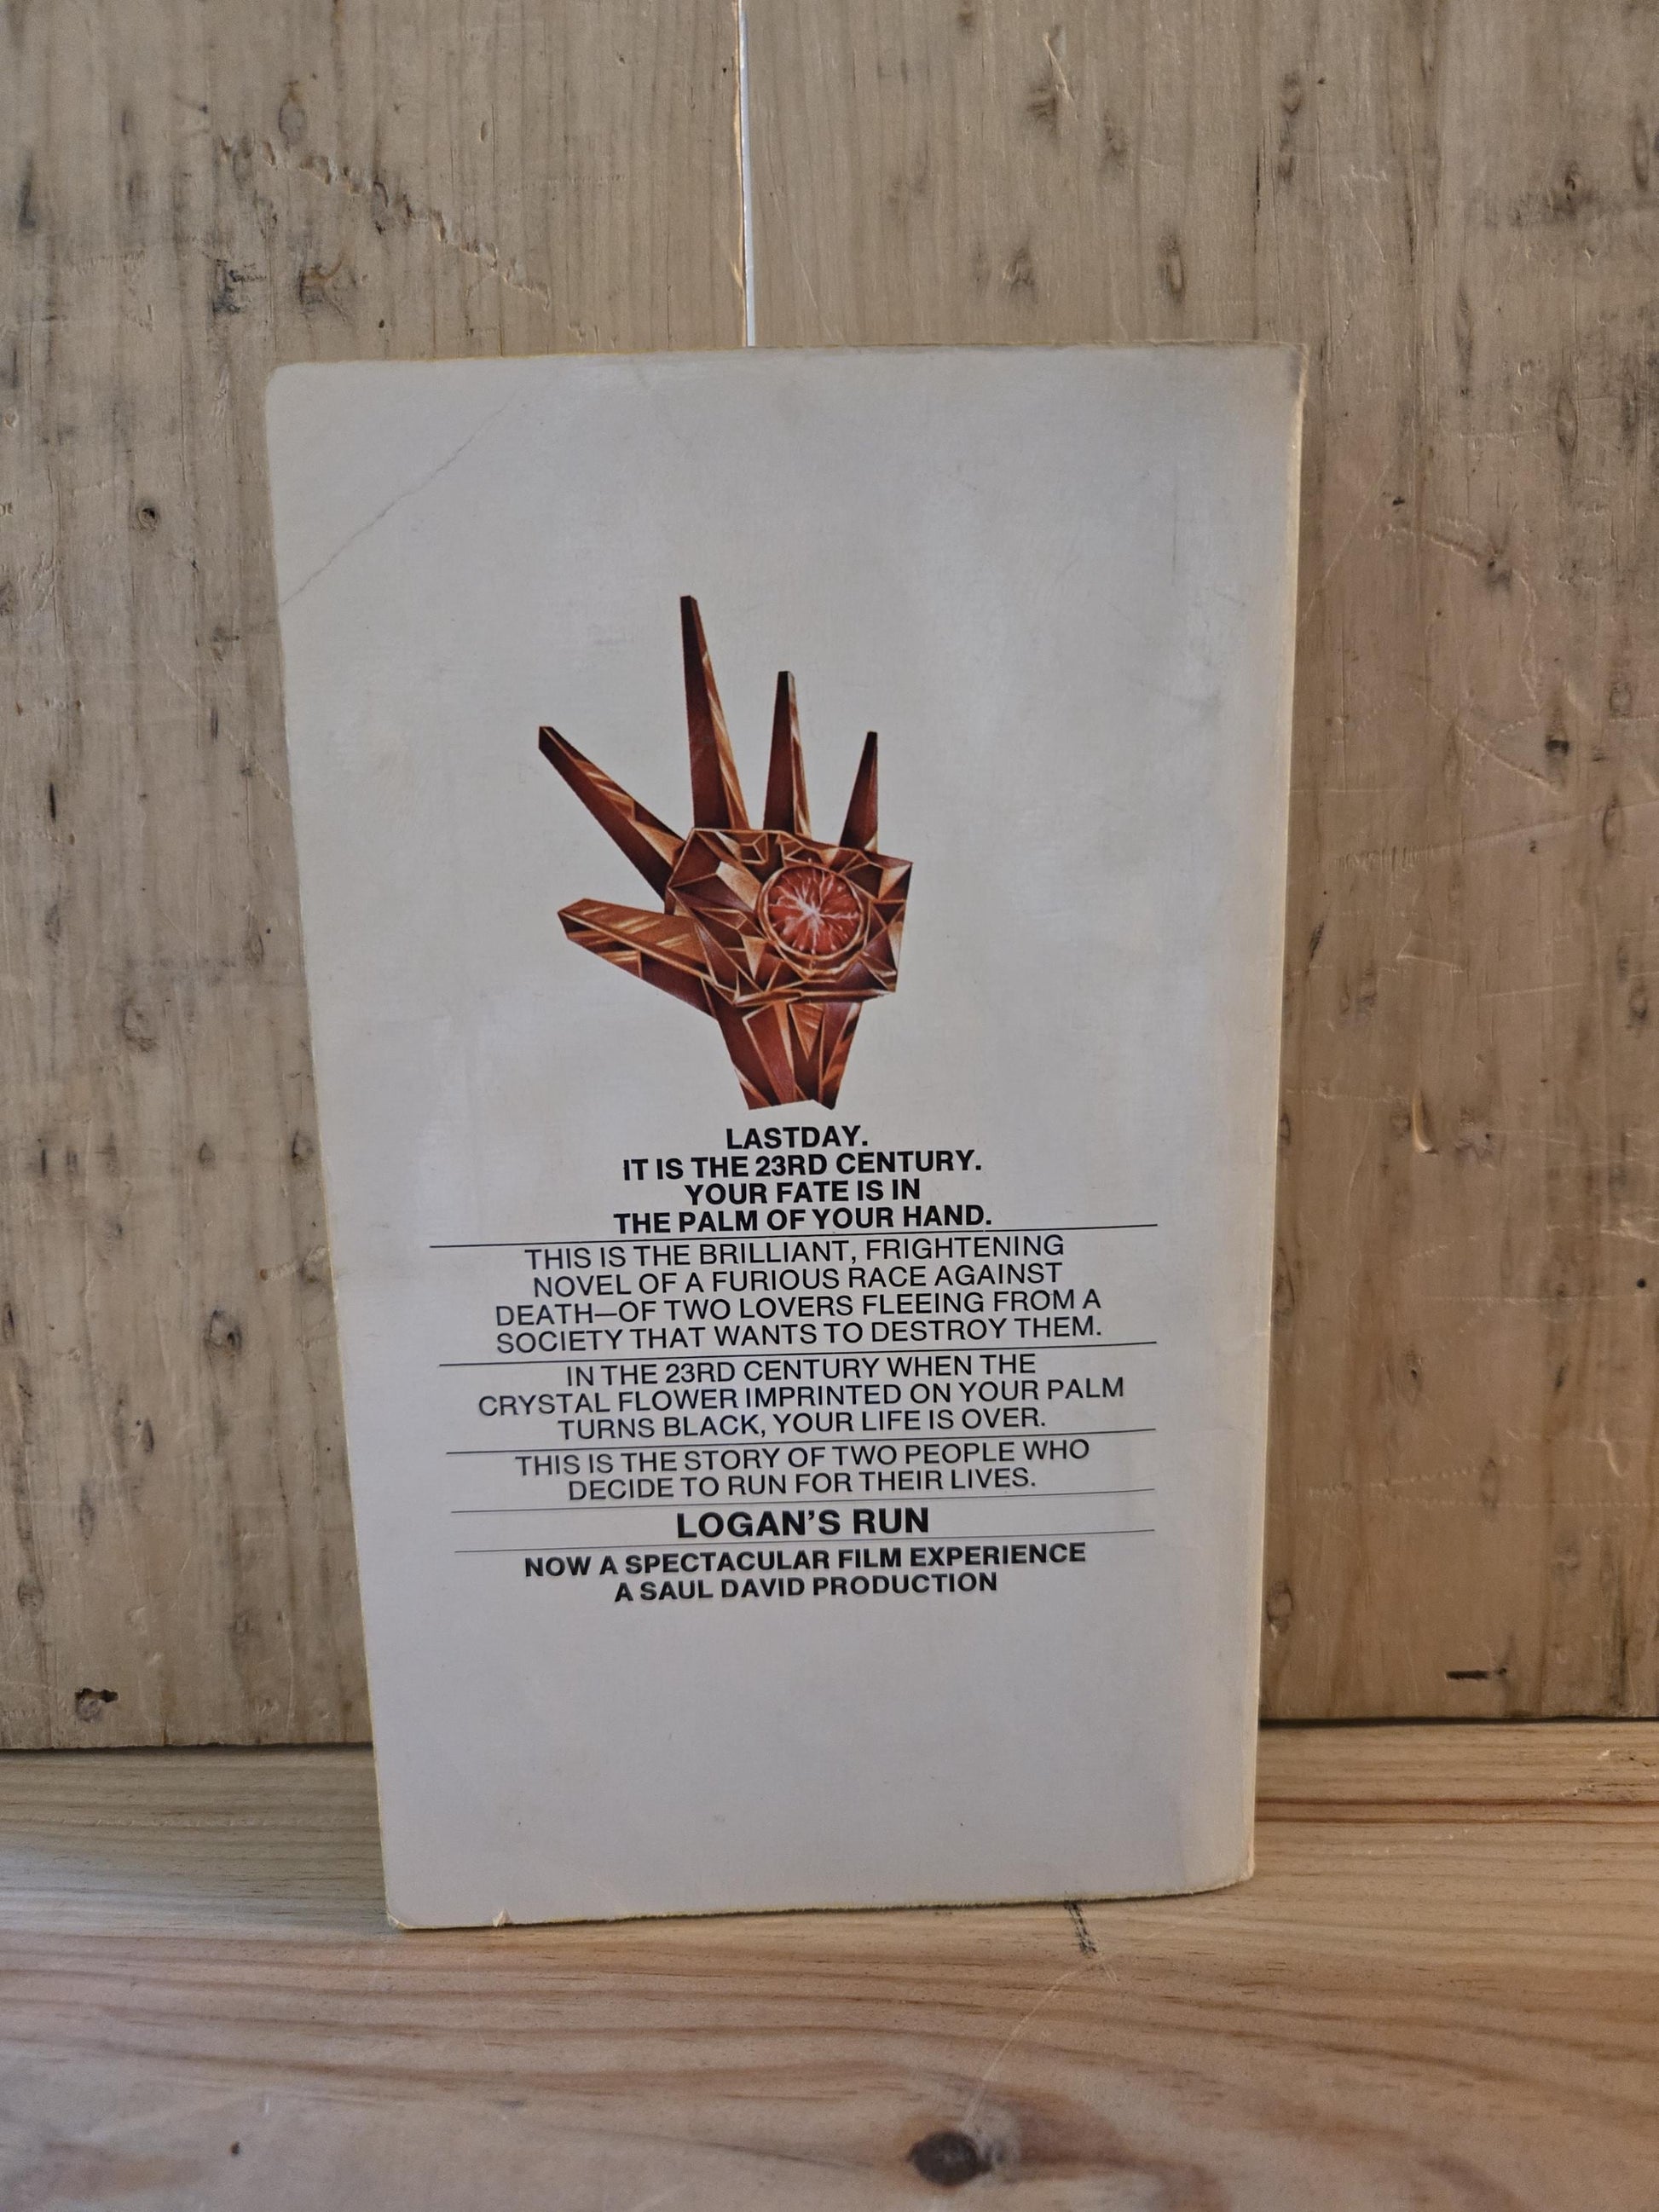 LASTDAY.
IT IS THE 23RD CENTURY.
YOUR FATE IS IN
THE PALM OF YOUR HAND.
THIS IS THE BRILLIANT, FRIGHTENING
NOVEL OF A FURIOUS RACE AGAINST
DEATH—OF TWO LOVERS FLEEING FROM A
SOCIETY THAT WANTS TO DESTROY THEM.
IN THE 23RD CENTURY WHEN THE
CRYSTAL FLOWER IMPRINTED ON YOUR PALM
TURNS BLACK, YOUR LIFE IS OVER.
THIS IS THE STORY OF TWO PEOPLE WHO
DECIDE TO RUN FOR THEIR LIVES.
LOGAN'S RUN
NOW A SPECTACULAR FILM EXPERIENCE
A SAUL DAVID PRODUCTION